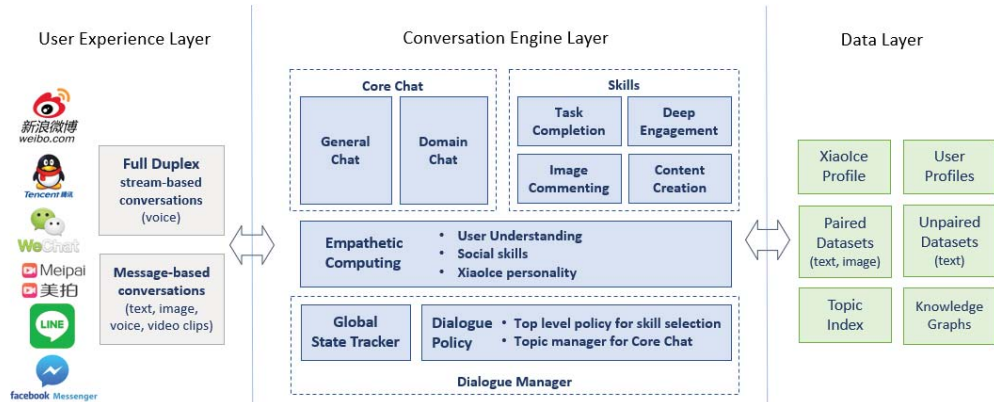 User Experience Layer
Conversation Engine Layer
Data Layer
新浪微博
weibo.com
Tencent 腾讯
WeChat
Meipai
美拍
LINE
facebook Messenger
Full Duplex
stream-based
conversations
(voice)
Message-based
conversations
(text, image,
voice, video clips)
Core Chat
General
Chat
Domain
Chat
Skills
Task
Completion
Deep
Engagement
Image
Commenting
Content
Creation
Empathetic
Computing
• User Understanding
• Social skills
• XiaoIce personality
Global
State Tracker
Dialogue
Policy
• Top level policy for skill selection
• Topic manager for Core Chat
Dialogue Manager
XiaoIce
Profile
User
Profiles
Paired
Datasets
(text, image)
Unpaired
Datasets
(text)
Topic
Index
Knowledge
Graphs